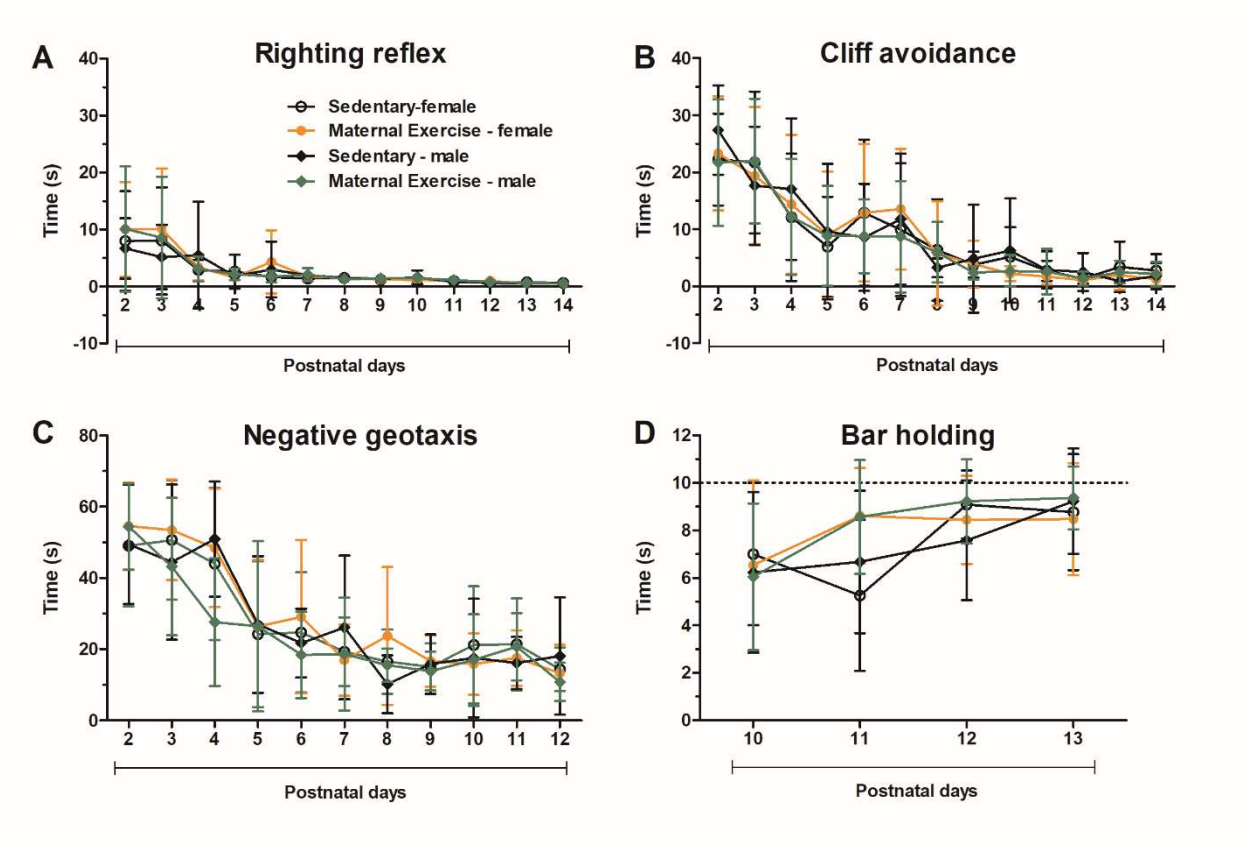 A
Righting reflex
40
30
20
10
0
-10
Time (s)
Sedentary-female
Maternal Exercise - female
Sedentary - male
Maternal Exercise - male
2 3 4 5 6 7 8 9 10 11 12 13 14
Postnatal days
B
Cliff avoidance
40
30
20
10
0
-10
Time (s)
2 3 4 5 6 7 8 9 10 11 12 13 14
Postnatal days
C
Negative geotaxis
80
60
40
20
0
Time (s)
2 3 4 5 6 7 8 9 10 11 12
Postnatal days
D
Bar holding
12
10
8
6
4
2
0
Time (s)
10 11 12 13
Postnatal days